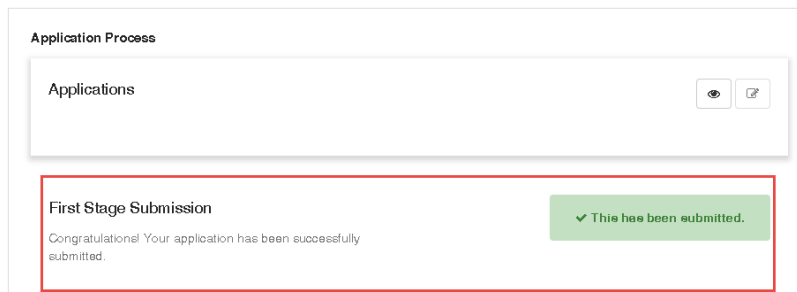 Application Process
Applications
First Stage Submission
✔ This has been submitted.
Congratulations! Your application has been successfully
submitted.